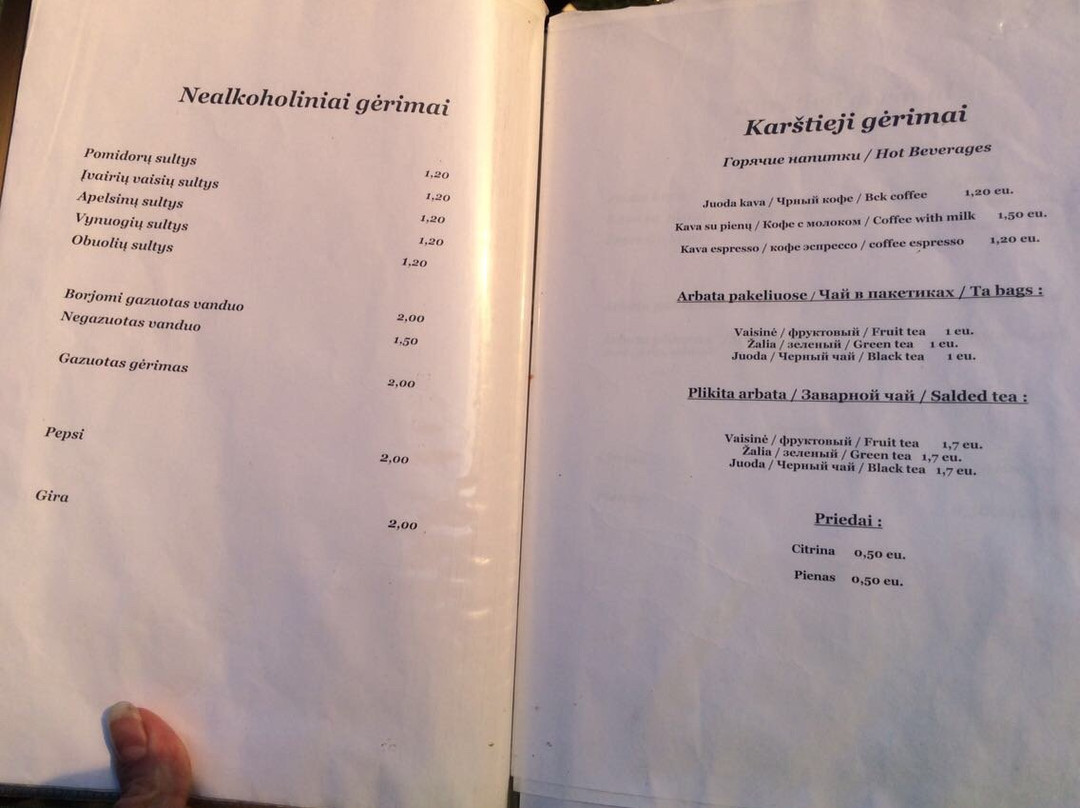 Nealkoholiniai gėrimai
Pomidorų sultys 1,20
Įvairių vaisių sultys 1,20
Apelsinų sultys 1,20
Vynuogių sultys 1,20
Obuolių sultys 1,20
Borjomi gazuotas vanduo 2,00
Negazuotas vanduo 1,50
Gazuotas gėrimas 2,00
Pepsi 2,00
Gira 2,00
Karštieji gėrimai
Горячие напитки / Hot Beverages
Juoda kava / Чрный кофе / Bck coffee 1,20 eu.
Kava su pienų / Кофе с молоком / Coffee with milk 1,50 eu.
Kava espresso / кофе эспрессо / coffee espresso 1,20 eu.
Arbata pakeliuose / Чай в пакетиках / Ta bags :
Vaisinė / фруктовый / Fruit tea 1 eu.
Žalia / зеленый / Green tea 1 eu.
Juoda / Черный чай / Black tea 1 eu.
Plikita arbata / Заварной чай / Salded tea :
Vaisinė / фруктовый / Fruit tea 1,7 eu.
Žalia / зеленый / Green tea 1,7 eu.
Juoda / Черный чай / Black tea 1,7 eu.
Priedai :
Citrina 0,50 eu.
Pienas 0,50 eu.